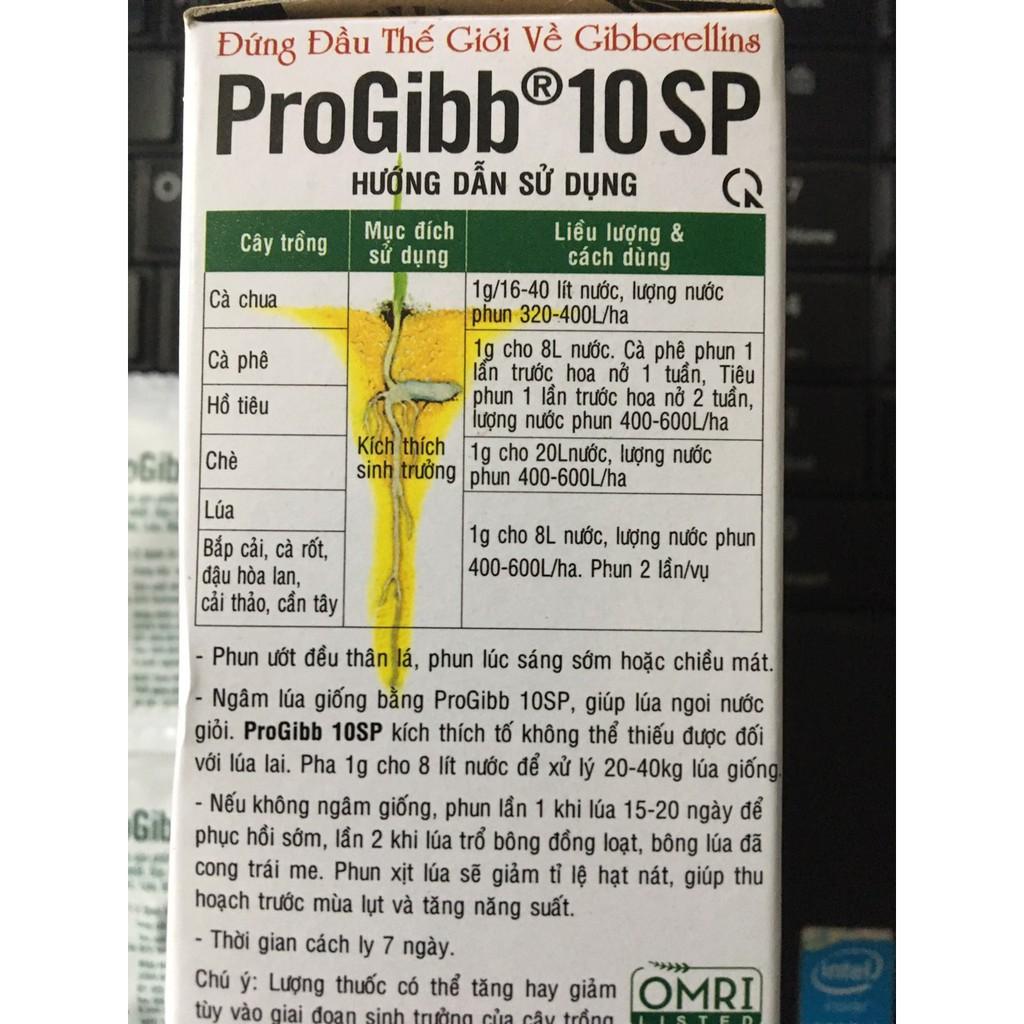 Đứng Đầu Thế Giới Về Gibberellins
ProGibb® 10SP
HƯỚNG DẪN SỬ DỤNG
Cây trồng
Mục đích
sử dụng
Liều lượng &
cách dùng
Cà chua
1g/16-40 lít nước, lượng nước
phun 320-400L/ha
Cà phê
Hồ tiêu
1g cho 8L nước. Cà phê phun 1
lần trước hoa nở 1 tuần, Tiêu
phun 1 lần trước hoa nở 2 tuần,
lượng nước phun 400-600L/ha
Kích thích
sinh trưởng
Chè
1g cho 20Lnước, lượng nước
phun 400-600L/ha
Lúa
Bắp cải, cà rốt,
đậu hòa lan,
cải thảo, cần tây
1g cho 8L nước, lượng nước phun
400-600L/ha. Phun 2 lần/vụ
- Phun ướt đều thân lá, phun lúc sáng sớm hoặc chiều mát.
- Ngâm lúa giống bằng ProGibb 10SP, giúp lúa ngoi nước
giỏi. ProGibb 10SP kích thích tố không thể thiếu được đối
với lúa lai. Pha 1g cho 8 lít nước để xử lý 20-40kg lúa giống.
- Nếu không ngâm giống, phun lần 1 khi lúa 15-20 ngày để
phục hồi sớm, lần 2 khi lúa trổ bông đồng loạt, bông lúa đã
cong trái me. Phun xịt lúa sẽ giảm tỉ lệ hạt nát, giúp thu
hoạch trước mùa lụt và tăng năng suất.
- Thời gian cách ly 7 ngày.
Chú ý: Lượng thuốc có thể tăng hay giảm
tùy vào giai đoạn sinh trưởng của cây trồng
OMRI
LISTED
intel
Home